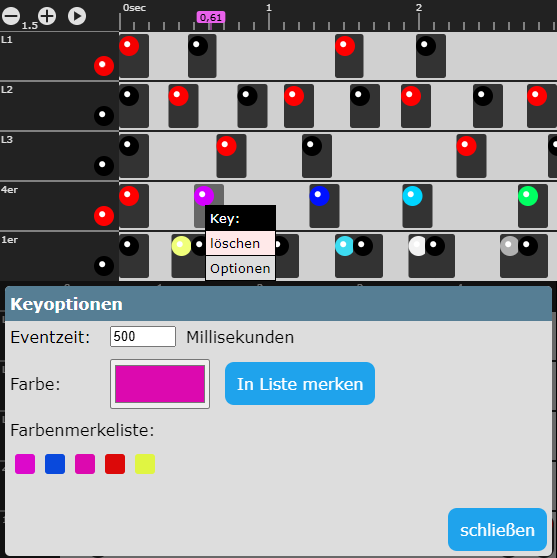 0sec 1 2
1.5 0,61
L1
L2
L3
4er
Key:
löschen
1er
Optionen
Keyoptionen
Eventzeit: 500 Millisekunden
Farbe: In Liste merken
Farbenmerkeliste:
schließen